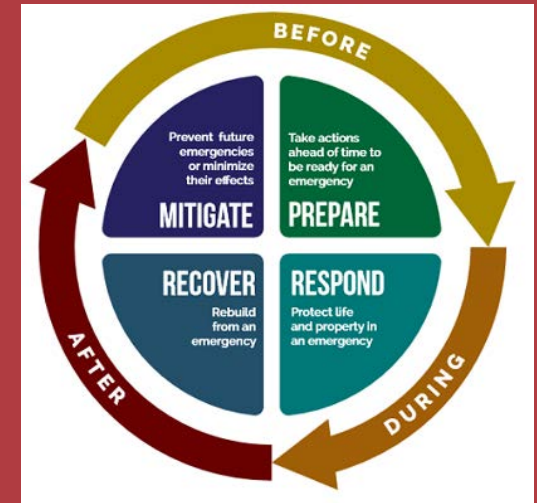 BEFORE
Prevent future
emergencies
or minimize
their effects
MITIGATE
Take actions
ahead of time to
be ready for an
emergency
PREPARE
RECOVER
Rebuild
from an
emergency
RESPOND
Protect life
and property in
an emergency
AFTER
DURING